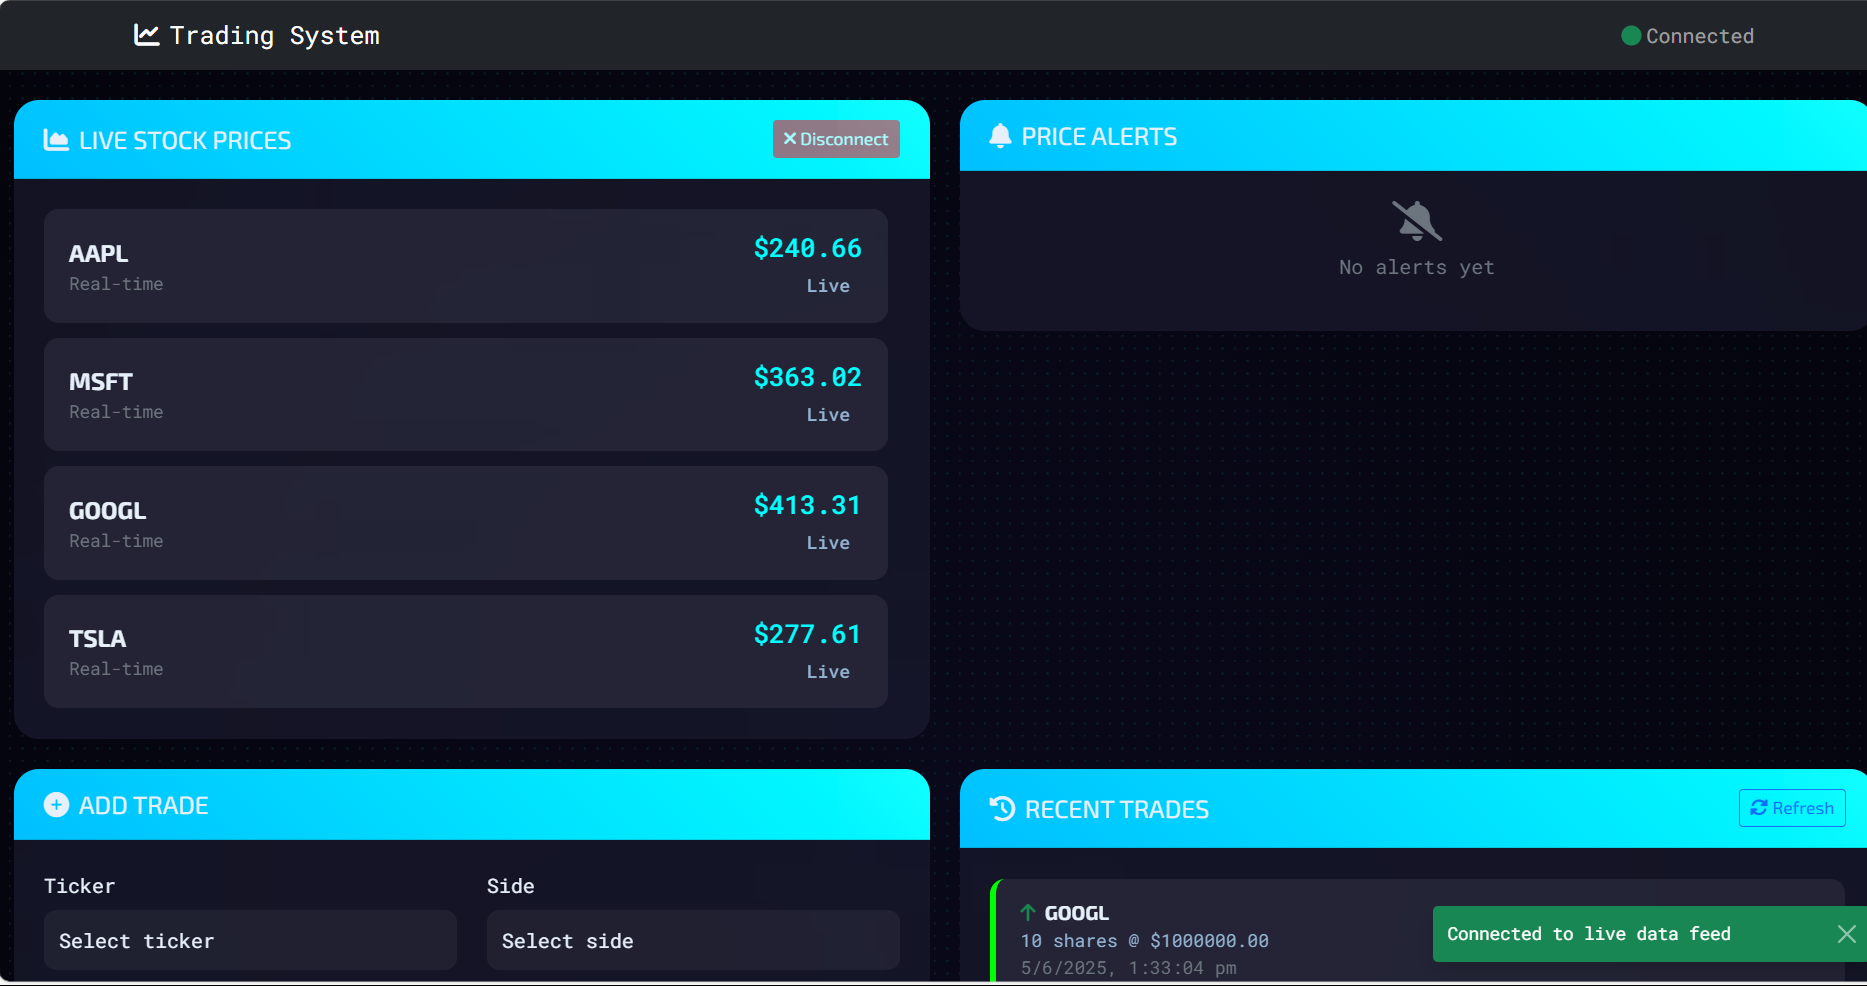 Trading System
Connected
LIVE STOCK PRICES
Disconnect
AAPL
$240.66
Real-time
Live
MSFT
$363.02
Real-time
Live
GOOGL
$413.31
Real-time
Live
TSLA
$277.61
Real-time
Live
PRICE ALERTS
No alerts yet
ADD TRADE
Ticker
Side
Select ticker
Select side
RECENT TRADES
Refresh
GOOGL
10 shares @ $1000000.00
5/6/2025, 1:33:04 pm
Connected to live data feed